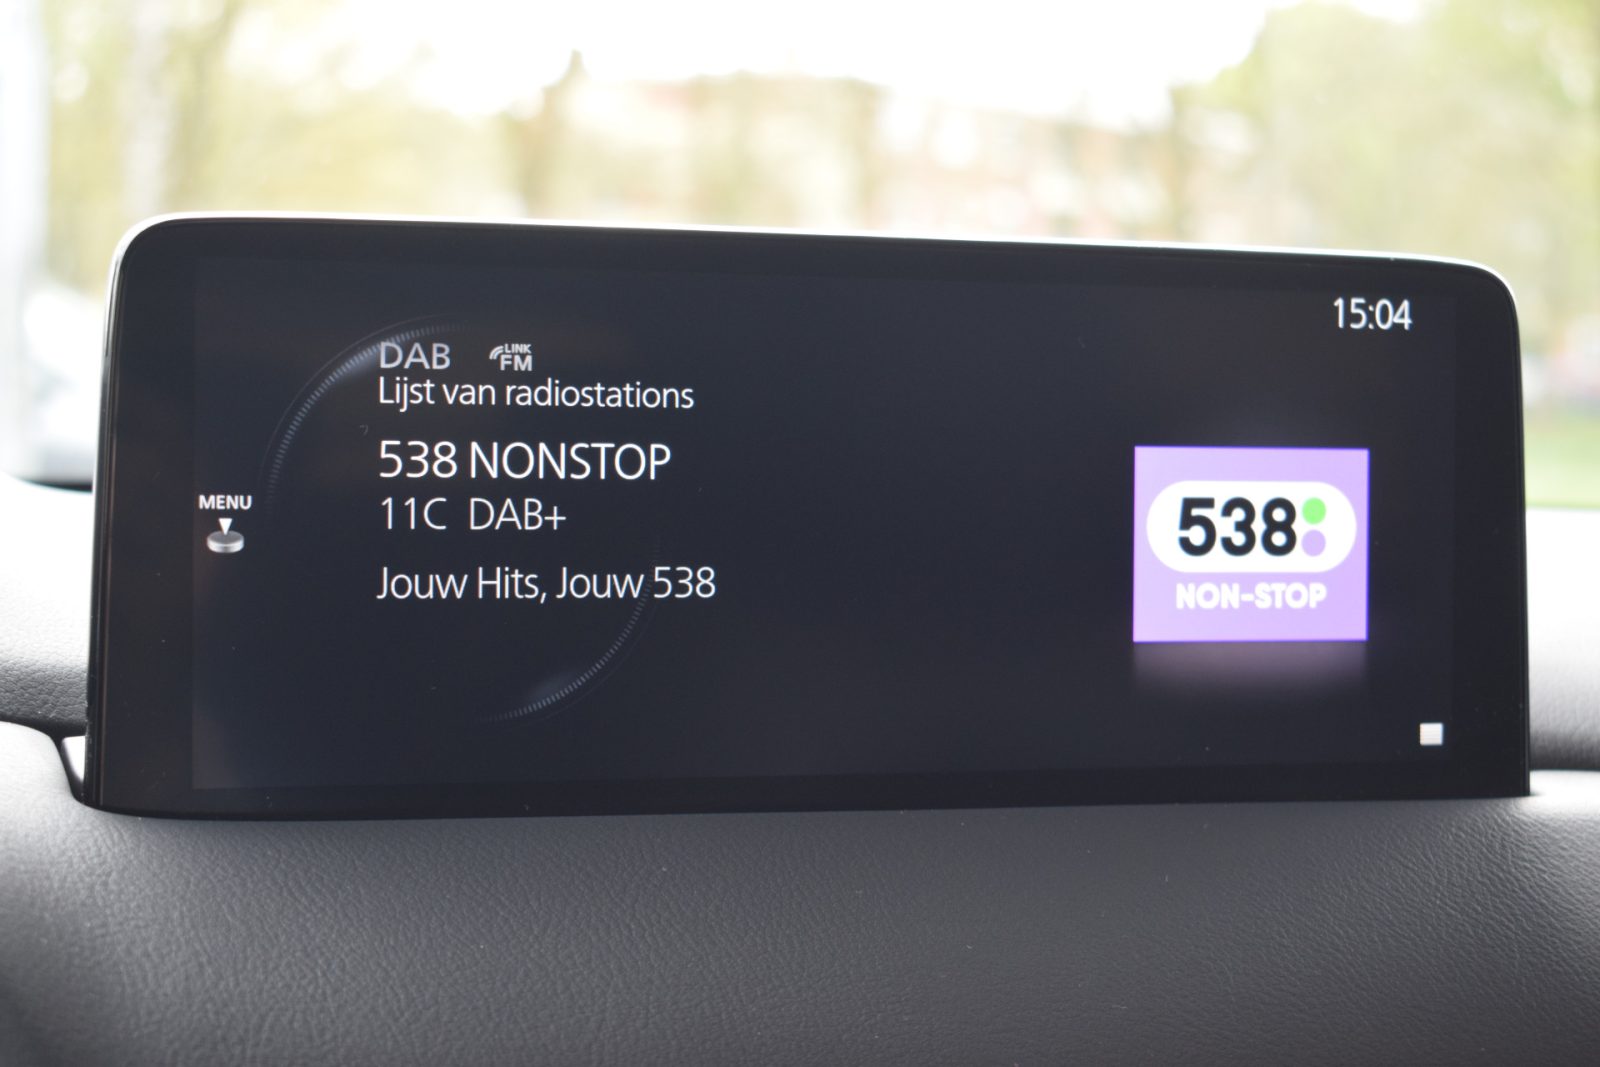 15:04
DAB LINK FM
Lijst van radiostations
538 NONSTOP
11C DAB+
Jouw Hits, Jouw 538
MENU
538
NON-STOP